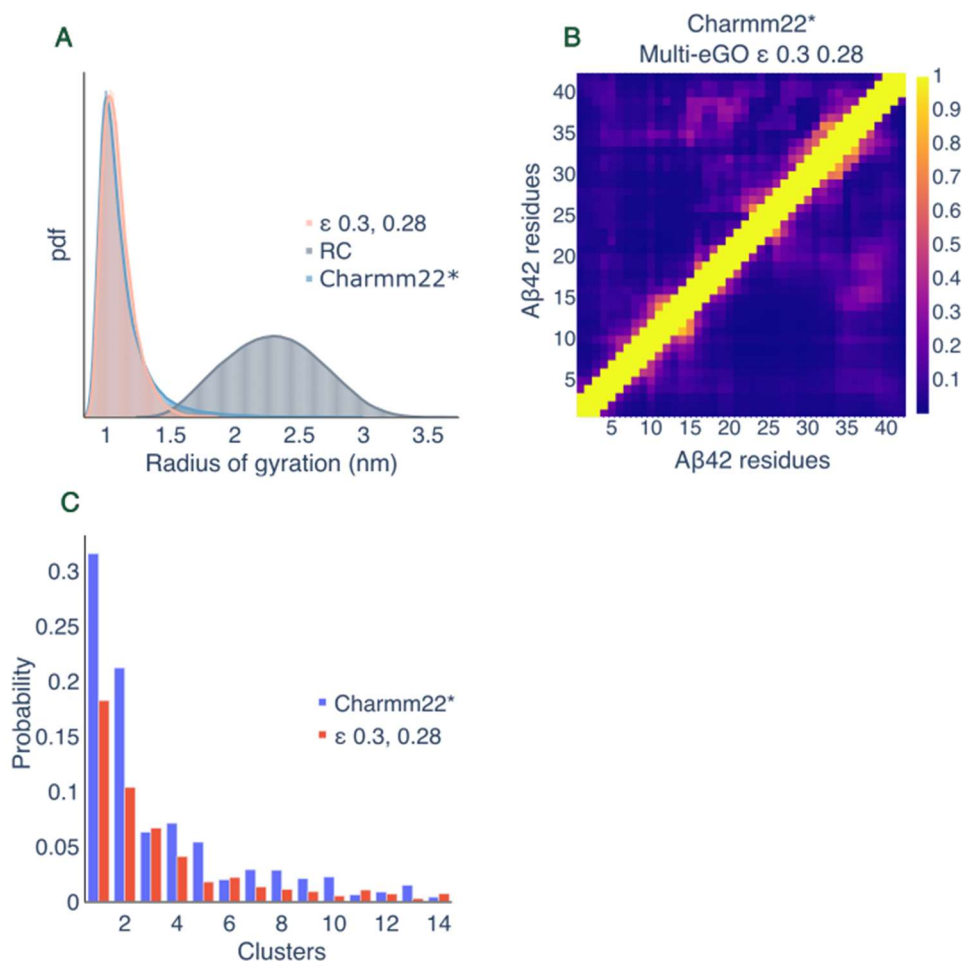 A
pdf
ε 0.3, 0.28
RC
Charmm22*
1 1.5 2 2.5 3 3.5
Radius of gyration (nm)
B
Charmm22*
Multi-eGO ε 0.3 0.28
Aβ42 residues
40
35
30
25
20
15
10
5
5 10 15 20 25 30 35 40
Aβ42 residues
1
0.9
0.8
0.7
0.6
0.5
0.4
0.3
0.2
0.1
C
Probability
0.3
0.25
0.2
0.15
0.1
0.05
0
Charmm22*
ε 0.3, 0.28
2 4 6 8 10 12 14
Clusters